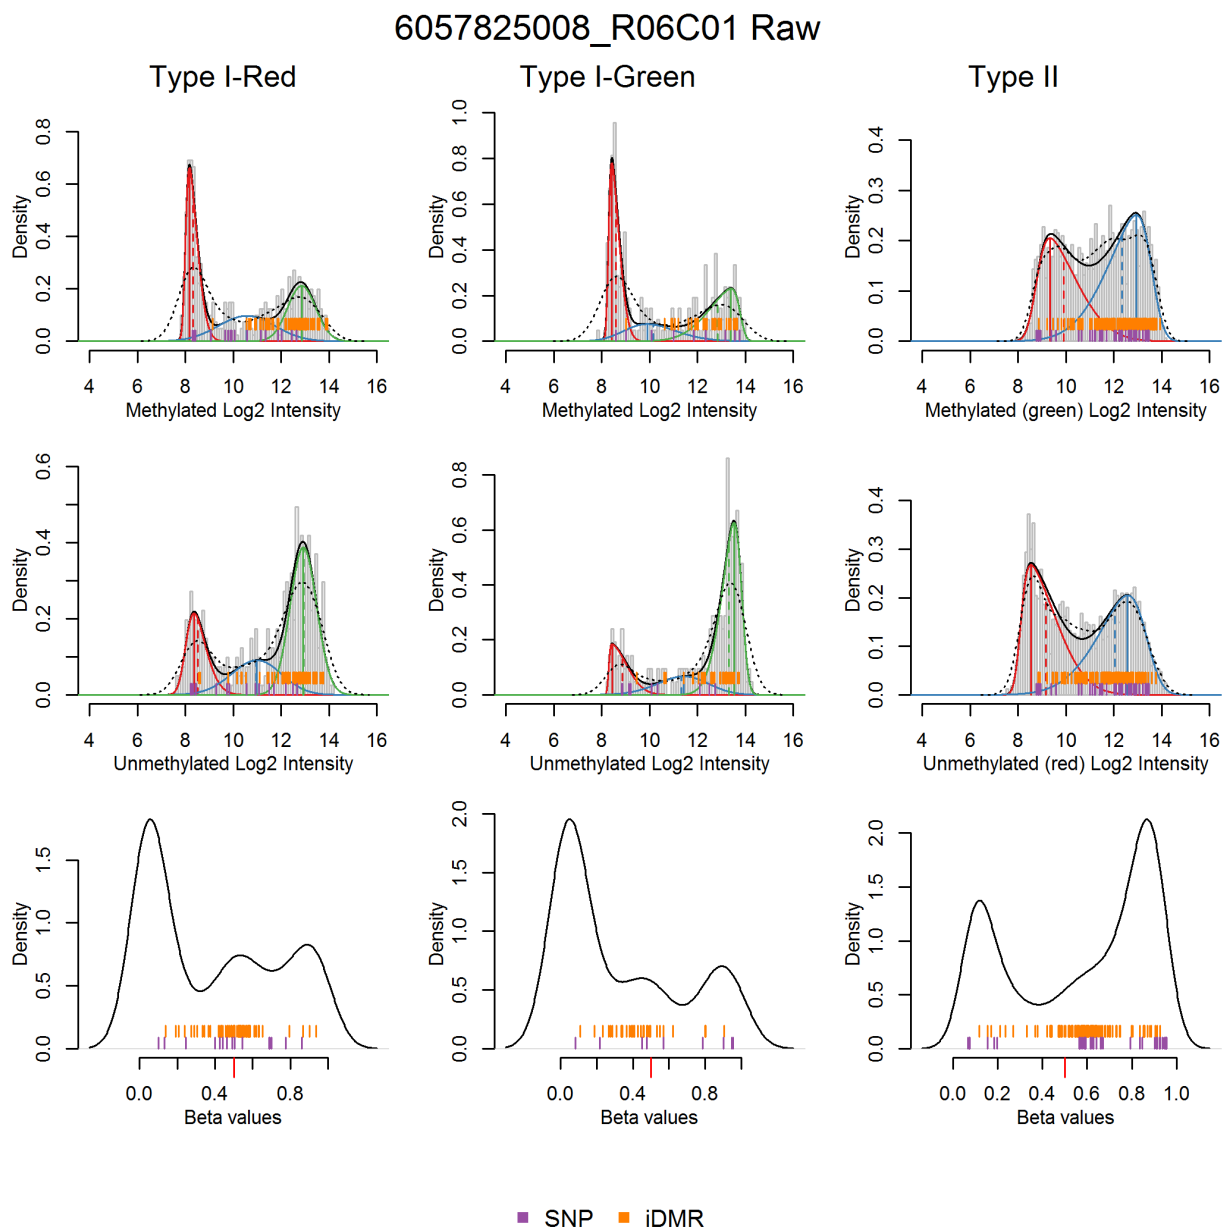 6057825008_R06C01 Raw
Type I-Red
Type I-Green
Type II
Density
0.0 0.2 0.4 0.6 0.8
4 6 8 10 12 14 16
Methylated Log2 Intensity
Density
0.0 0.2 0.4 0.6 0.8 1.0
4 6 8 10 12 14 16
Methylated Log2 Intensity
Density
0.0 0.1 0.2 0.3 0.4
4 6 8 10 12 14 16
Methylated (green) Log2 Intensity
Density
0.0 0.2 0.4 0.6
4 6 8 10 12 14 16
Unmethylated Log2 Intensity
Density
0.0 0.2 0.4 0.6 0.8
4 6 8 10 12 14 16
Unmethylated Log2 Intensity
Density
0.0 0.1 0.2 0.3 0.4
4 6 8 10 12 14 16
Unmethylated (red) Log2 Intensity
Density
0.0 0.5 1.0 1.5
0.0 0.4 0.8
Beta values
Density
0.0 0.5 1.0 1.5 2.0
0.0 0.4 0.8
Beta values
Density
0.0 0.5 1.0 1.5 2.0
0.0 0.2 0.4 0.6 0.8 1.0
Beta values
SNP iDMR